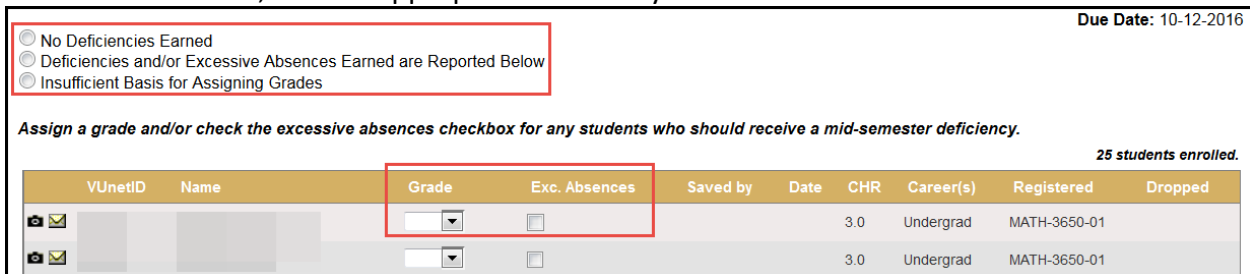 Due Date: 10-12-2016
No Deficiencies Earned
Deficiencies and/or Excessive Absences Earned are Reported Below
Insufficient Basis for Assigning Grades
Assign a grade and/or check the excessive absences checkbox for any students who should receive a mid-semester deficiency.
25 students enrolled.
VUnetID Name Grade Exc. Absences Saved by Date CHR Career(s) Registered Dropped
3.0 Undergrad MATH-3650-01
3.0 Undergrad MATH-3650-01